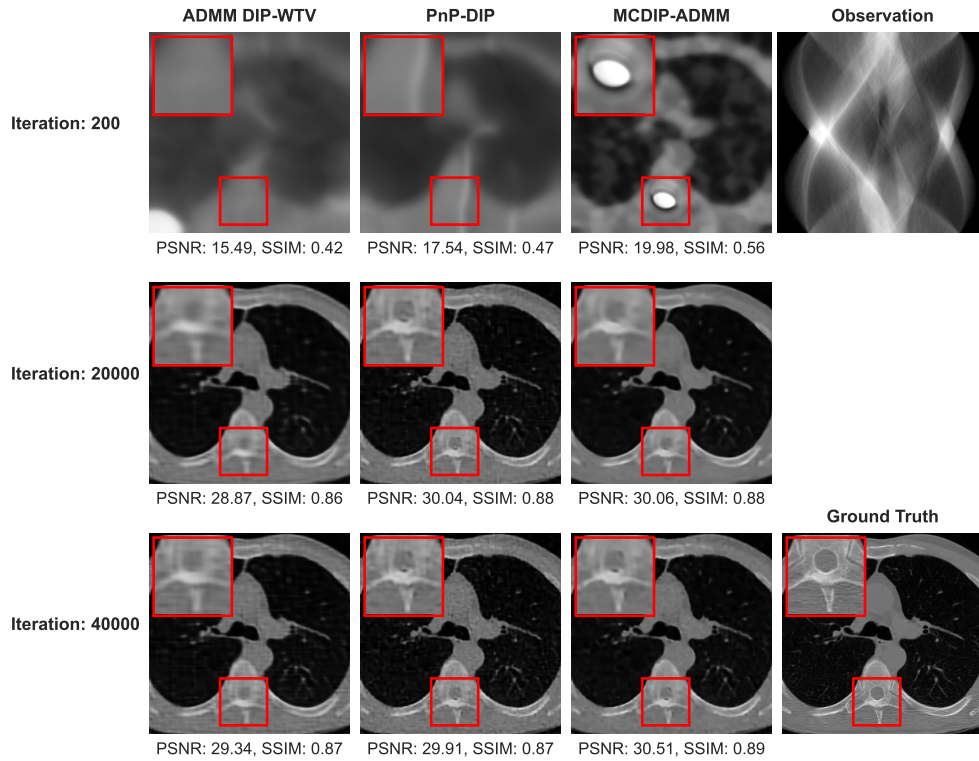 ADMM DIP-WTV
PnP-DIP
MCDIP-ADMM
Observation
Iteration: 200
PSNR: 15.49, SSIM: 0.42
PSNR: 17.54, SSIM: 0.47
PSNR: 19.98, SSIM: 0.56
Iteration: 20000
PSNR: 28.87, SSIM: 0.86
PSNR: 30.04, SSIM: 0.88
PSNR: 30.06, SSIM: 0.88
Ground Truth
Iteration: 40000
PSNR: 29.34, SSIM: 0.87
PSNR: 29.91, SSIM: 0.87
PSNR: 30.51, SSIM: 0.89